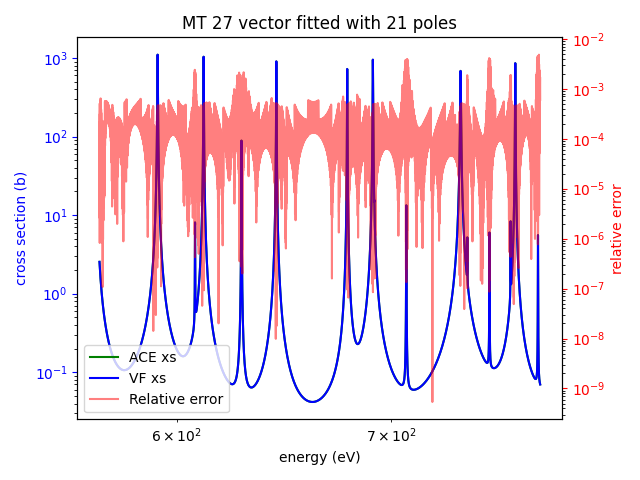 MT 27 vector fitted with 21 poles
10³
10²
10¹
10⁰
10⁻¹
cross section (b)
10⁻²
10⁻³
10⁻⁴
10⁻⁵
10⁻⁶
10⁻⁷
10⁻⁸
10⁻⁹
relative error
ACE xs
VF xs
Relative error
6 × 10²
7 × 10²
energy (eV)